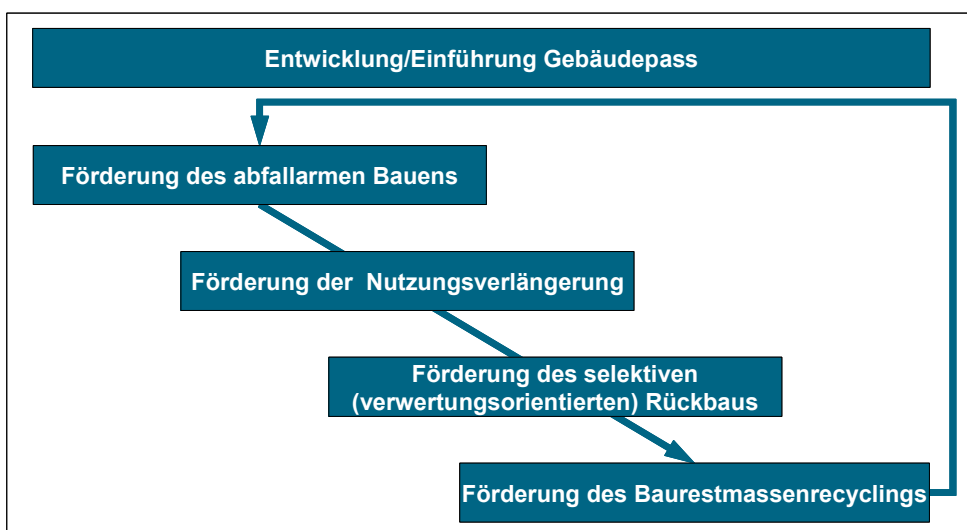 Entwicklung/Einführung Gebäudepass
Förderung des abfallarmen Bauens
Förderung der Nutzungsverlängerung
Förderung des selektiven
(verwertungsorientierten) Rückbaus
Förderung des Baurestmassenrecyclings